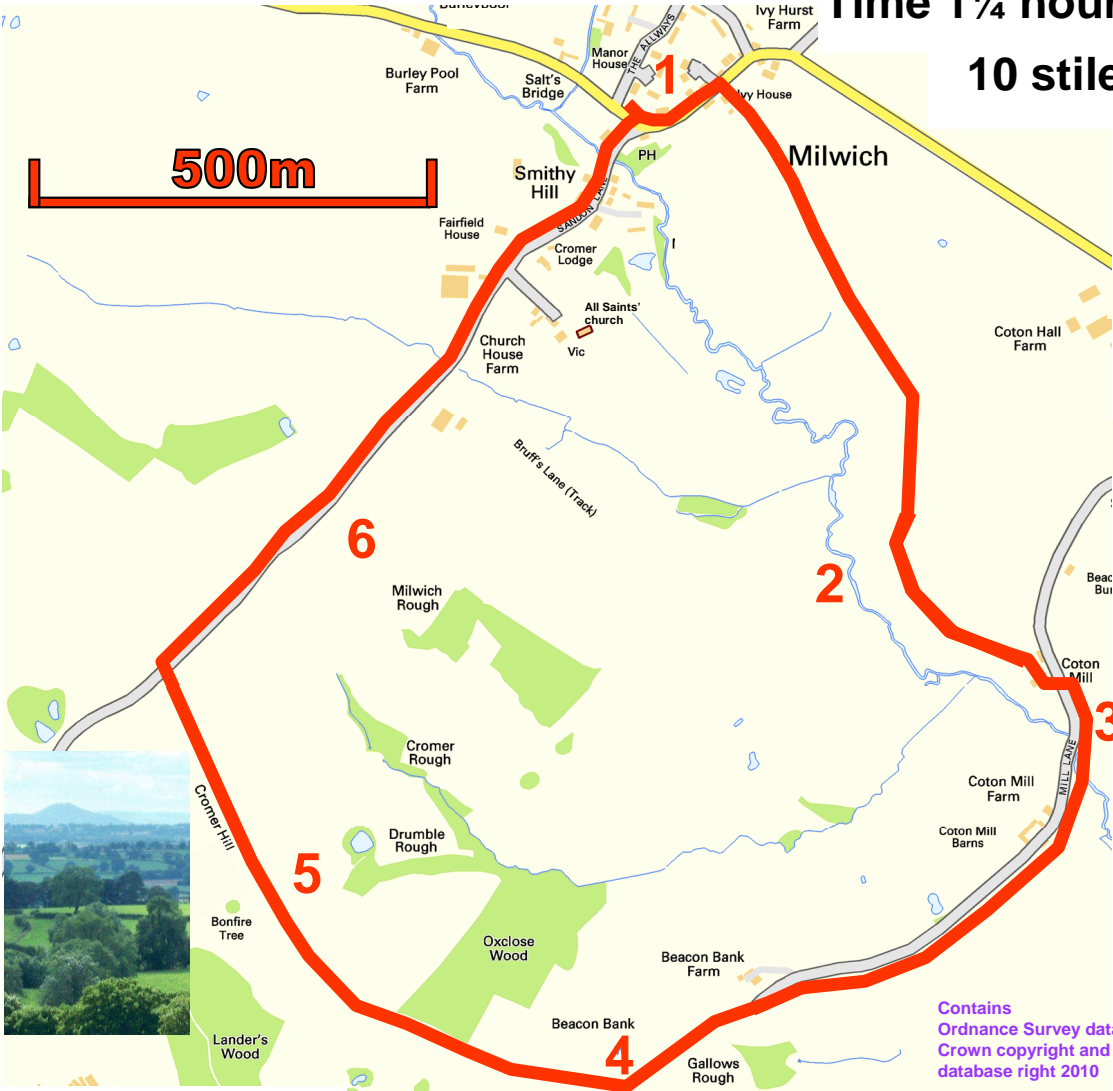 Time 1¼ hour
10 stile
Ivy Hurst
Farm
THE ALLWAYS
Manor
House
1
Burley Pool
Farm
Salt's
Bridge
Ivy House
500m
PH
Milwich
Smithy
Hill
SANDON LANE
Fairfield
House
Cromer
Lodge
All Saints'
church
Vic
Church
House
Farm
Coton Hall
Farm
Bruff's Lane (Track)
6
2
Milwich
Rough
Coton
Mill
3
MILL LANE
Cromer
Rough
Coton Mill
Farm
Cromer Hill
Drumble
Rough
Coton Mill
Barns
5
Bonfire
Tree
Oxclose
Wood
Beacon Bank
Farm
Beacon Bank
4
Lander's
Wood
Gallows
Rough
Contains
Ordnance Survey data
Crown copyright and
database right 2010